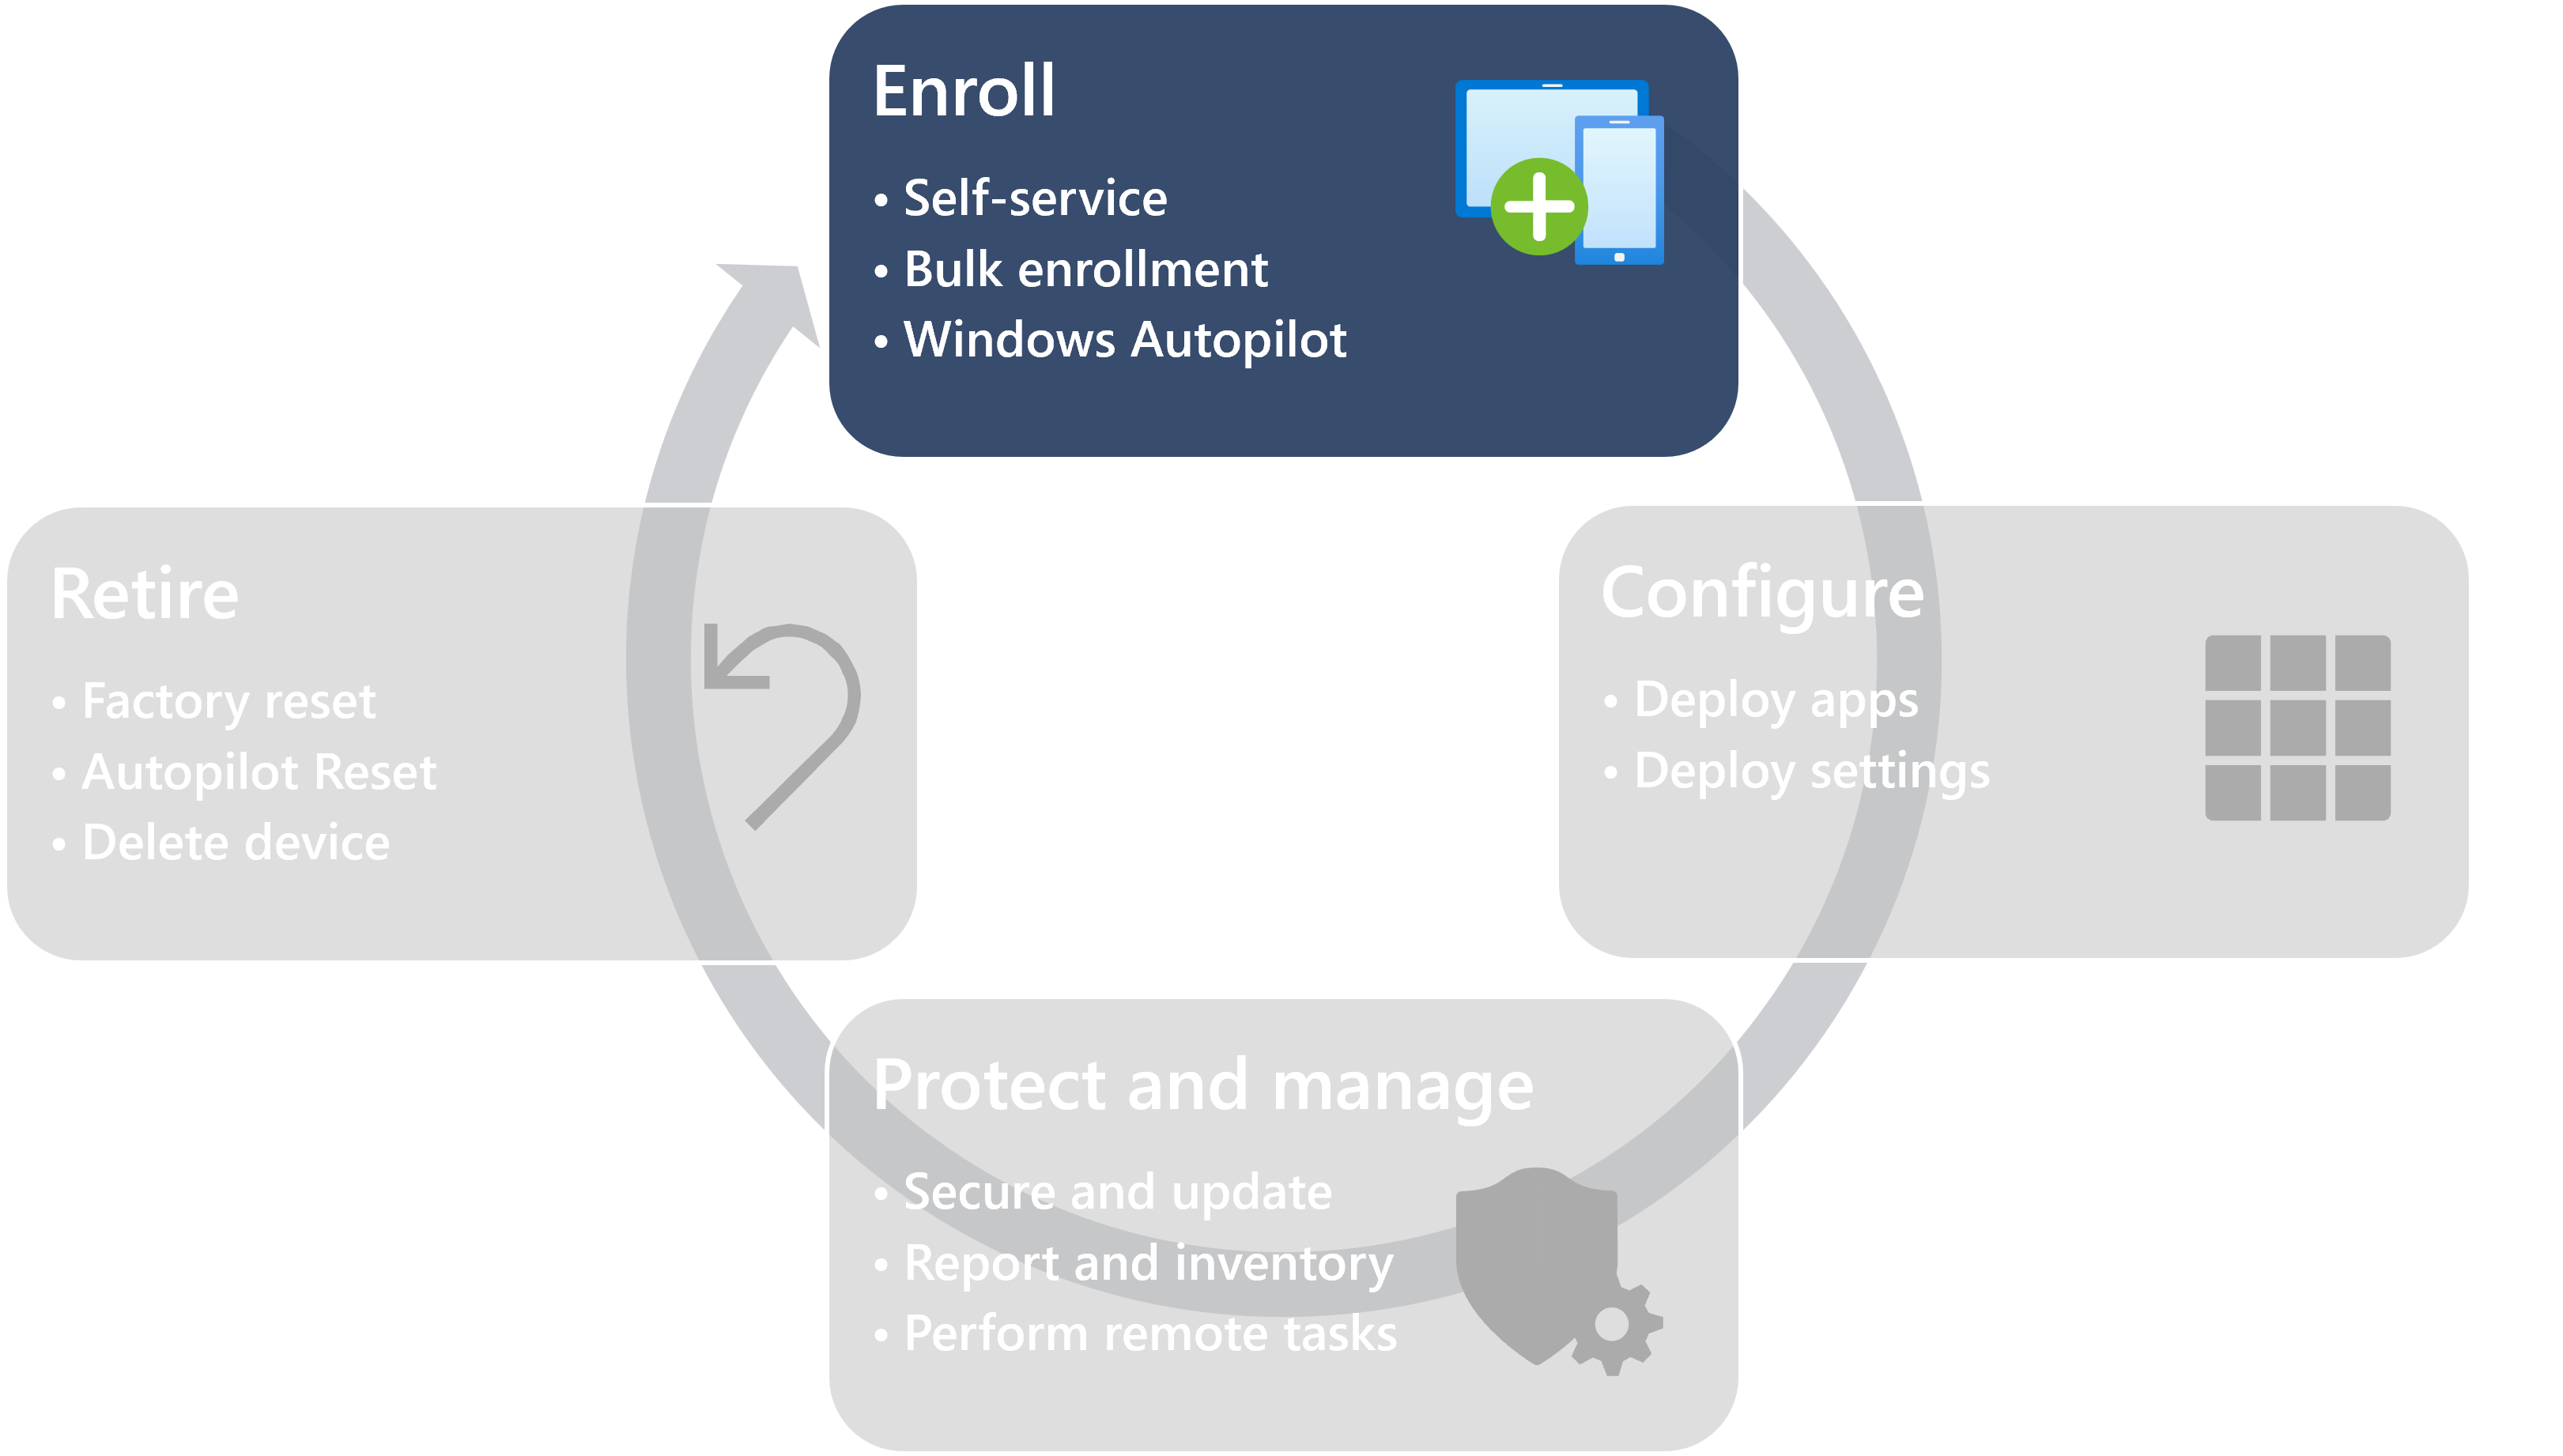 Enroll
• Self-service
• Bulk enrollment
• Windows Autopilot
Retire
• Factory reset
• Autopilot Reset
• Delete device
Configure
• Deploy apps
• Deploy settings
Protect and manage
• Secure and update
• Report and inventory
• Perform remote tasks